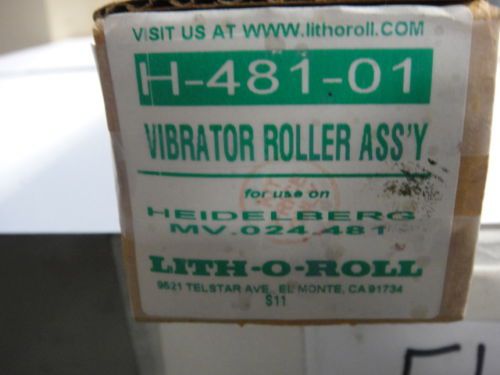 VISIT US AT WWW.lithoroll.COM
H-481-01
VIBRATOR ROLLER ASS'Y
for use on
HEIDELBERG
MV.024.481
LITH-O-ROLL
9521 TELSTAR AVE., EL MONTE, CA 91734
S11